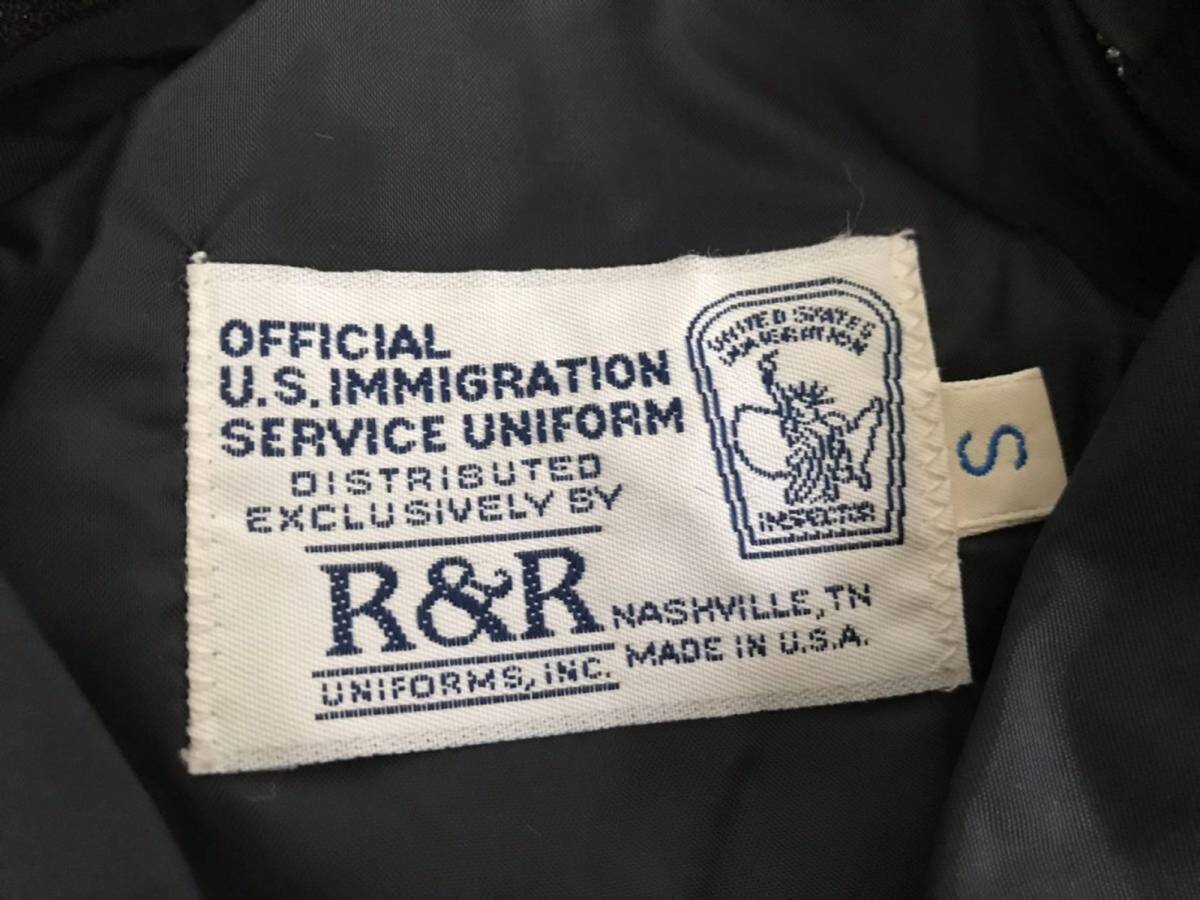 OFFICIAL
U.S. IMMIGRATION
SERVICE UNIFORM
DISTRIBUTED
EXCLUSIVELY BY
R&R
UNIFORMS, INC.
NASHVILLE, TN
MADE IN U.S.A.
UNITED STATES
IMMIGRATION
INSPECTOR
S